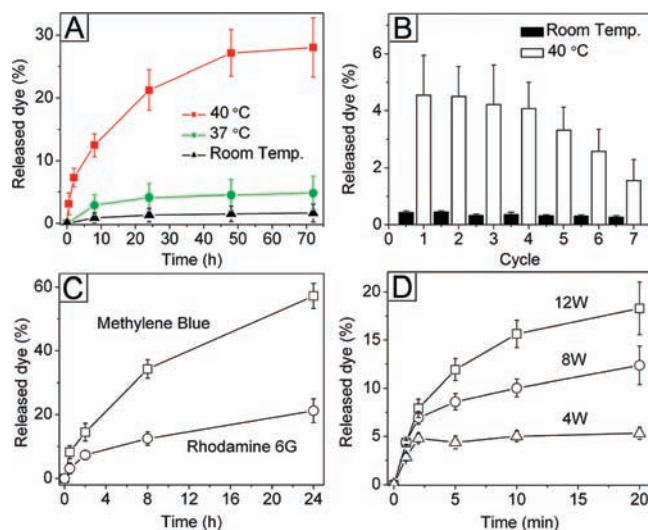 A
Released dye (%)
30
20
10
0
40 °C
37 °C
Room Temp.
0 10 20 30 40 50 60 70
Time (h)
B
Room Temp.
40 °C
Released dye (%)
6
4
2
0
1 2 3 4 5 6 7
Cycle
C
Released dye (%)
60
40
20
0
Methylene Blue
Rhodamine 6G
0 4 8 12 16 20 24
Time (h)
D
Released dye (%)
20
15
10
5
0
12W
8W
4W
0 5 10 15 20
Time (min)